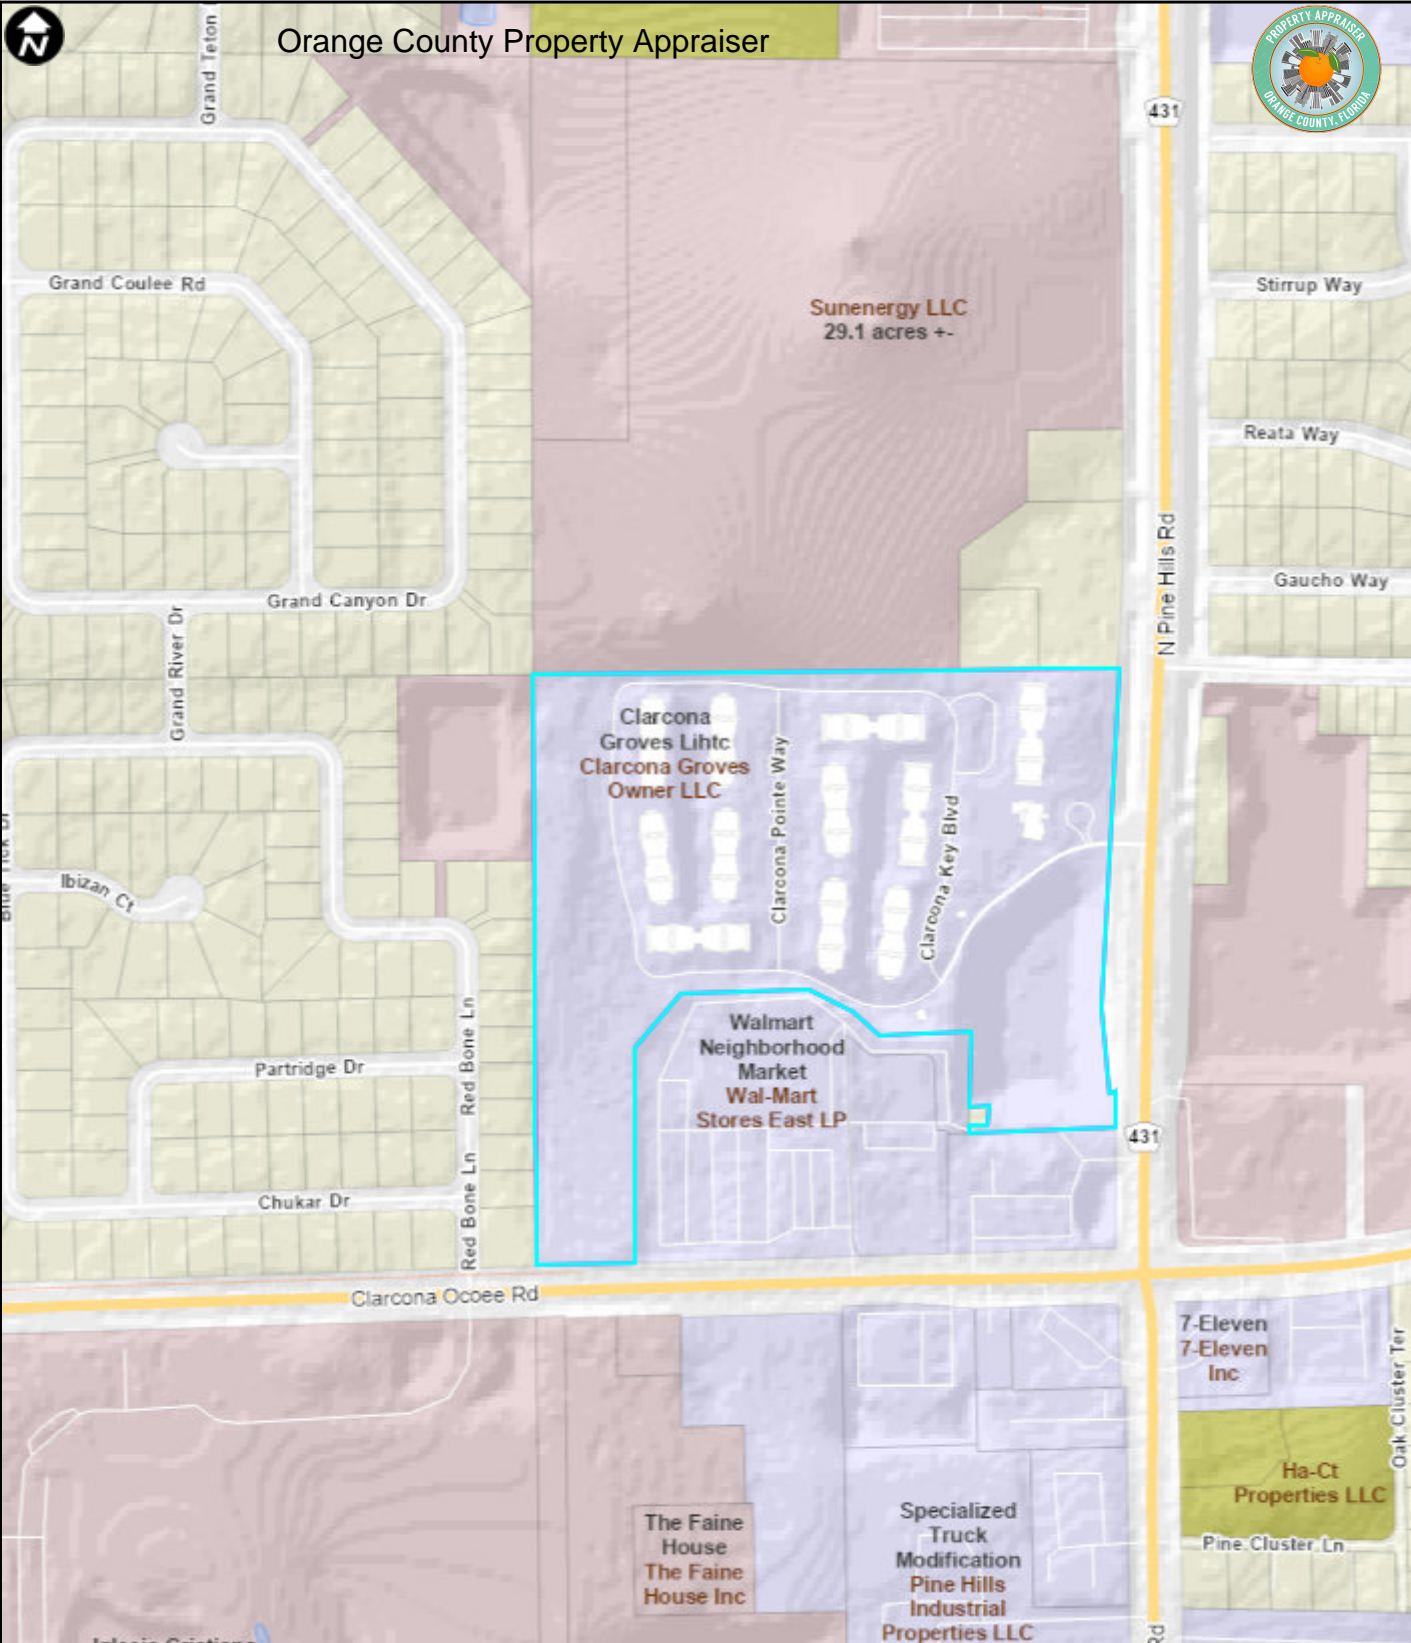 N
Orange County Property Appraiser
PROPERTY APPRAISER
ORANGE COUNTY, FLORIDA
Grand Teton
431
Grand Coulee Rd
Stirrup Way
Sunenergy LLC
29.1 acres +-
Reata Way
N Pine Hills Rd
Gaucho Way
Grand Canyon Dr
Grand River Dr
Clarcona
Groves Lihtc
Clarcona Groves
Owner LLC
Clarcona Pointe Way
Clarcona Key Blvd
Ibizan Ct
Red Bone Ln
Walmart
Neighborhood
Market
Wal-Mart
Stores East LP
Partridge Dr
431
Red Bone Ln
Chukar Dr
Clarcona Ocoee Rd
7-Eleven
7-Eleven
Inc
Oak Cluster Ter
Ha-Ct
Properties LLC
Pine Cluster Ln
The Faine
House
The Faine
House Inc
Specialized
Truck
Modification
Pine Hills
Industrial
Properties LLC
Rd